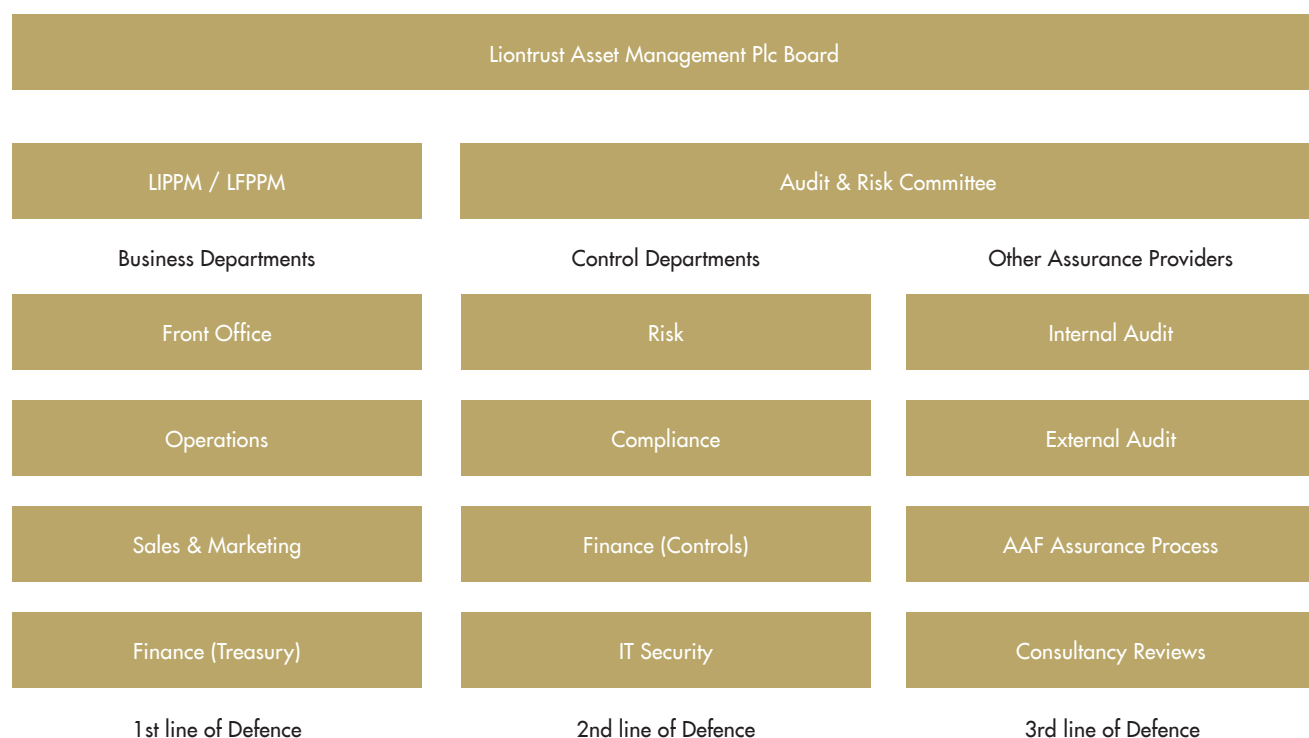 Liontrust Asset Management Plc Board
LIPPM / LFPPM
Audit & Risk Committee
Business Departments
Control Departments
Other Assurance Providers
Front Office
Risk
Internal Audit
Operations
Compliance
External Audit
Sales & Marketing
Finance (Controls)
AAF Assurance Process
Finance (Treasury)
IT Security
Consultancy Reviews
1st line of Defence
2nd line of Defence
3rd line of Defence